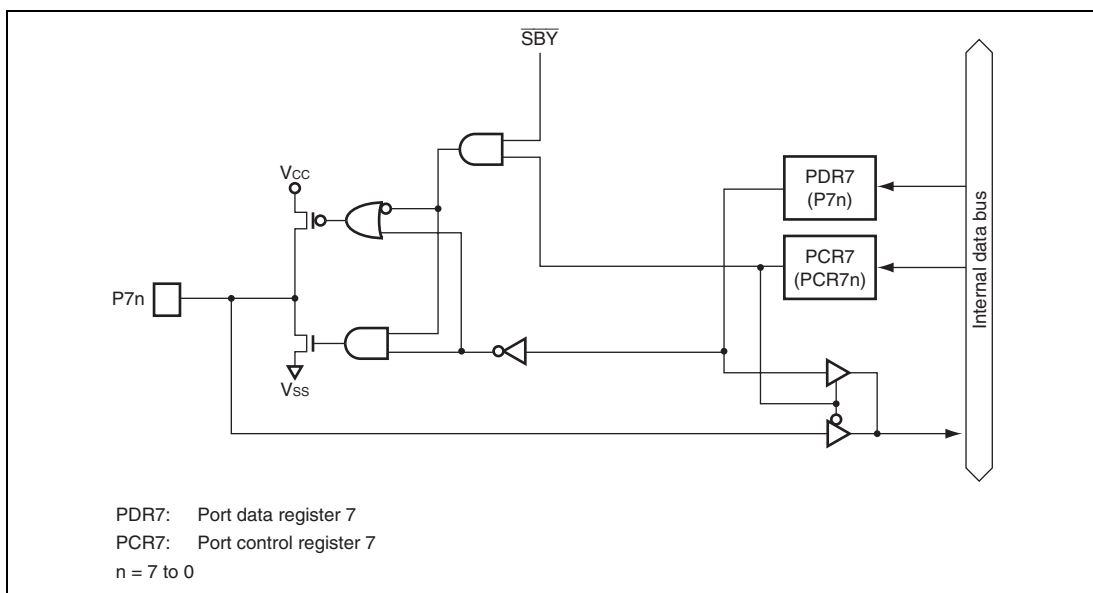 SBY
VCC
PDR7
(P7n)
PCR7
(PCR7n)
Internal data bus
P7n
VSS
PDR7: Port data register 7
PCR7: Port control register 7
n = 7 to 0